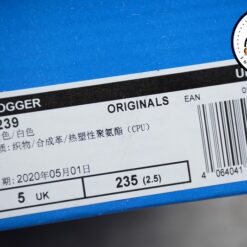 OGGER
ORIGINALS
EAN
239
色/白色
质: 织物/合成革/热塑性聚氨酯 (CPU)
期: 2020年05月01日
5 UK
235 (2.5)
4 064041